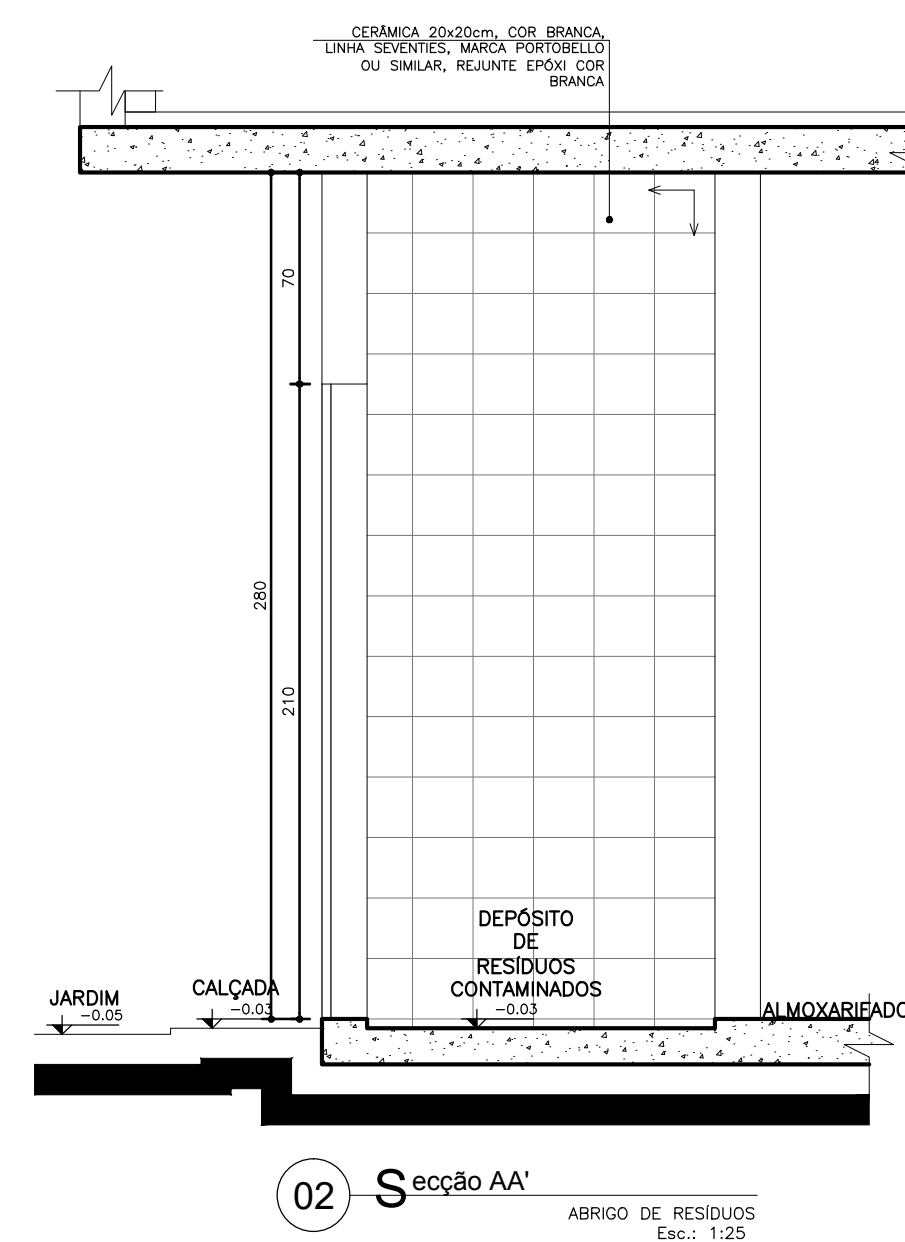 CERÂMICA 20x20cm, COR BRANCA,
LINHA SEVENTIES, MARCA PORTOBELLO
OU SIMILAR, REJUNTE EPÓXI COR
BRANCA
70
280
210
DEPÓSITO
DE
RESÍDUOS
CONTAMINADOS
-0.03
JARDIM
-0.05
CALÇADA
-0.03
ALMOXARIFADO
02
Secção AA'
ABRIGO DE RESÍDUOS
Esc.: 1:25